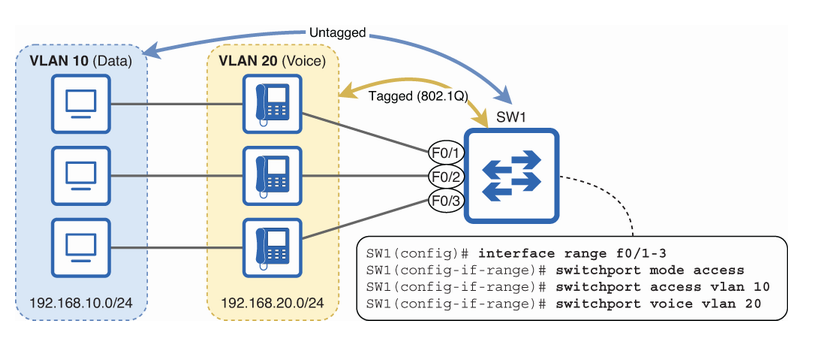 Untagged
VLAN 10 (Data)
VLAN 20 (Voice)
Tagged (802.1Q)
SW1
F0/1
F0/2
F0/3
192.168.10.0/24
192.168.20.0/24
SW1(config)# interface range f0/1-3
SW1(config-if-range)# switchport mode access
SW1(config-if-range)# switchport access vlan 10
SW1(config-if-range)# switchport voice vlan 20